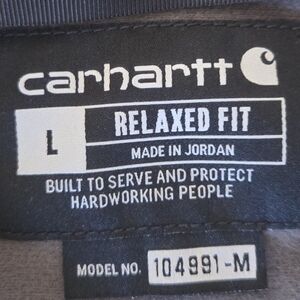 carhartt
L RELAXED FIT
MADE IN JORDAN
BUILT TO SERVE AND PROTECT
HARDWORKING PEOPLE
MODEL NO. 104991-M